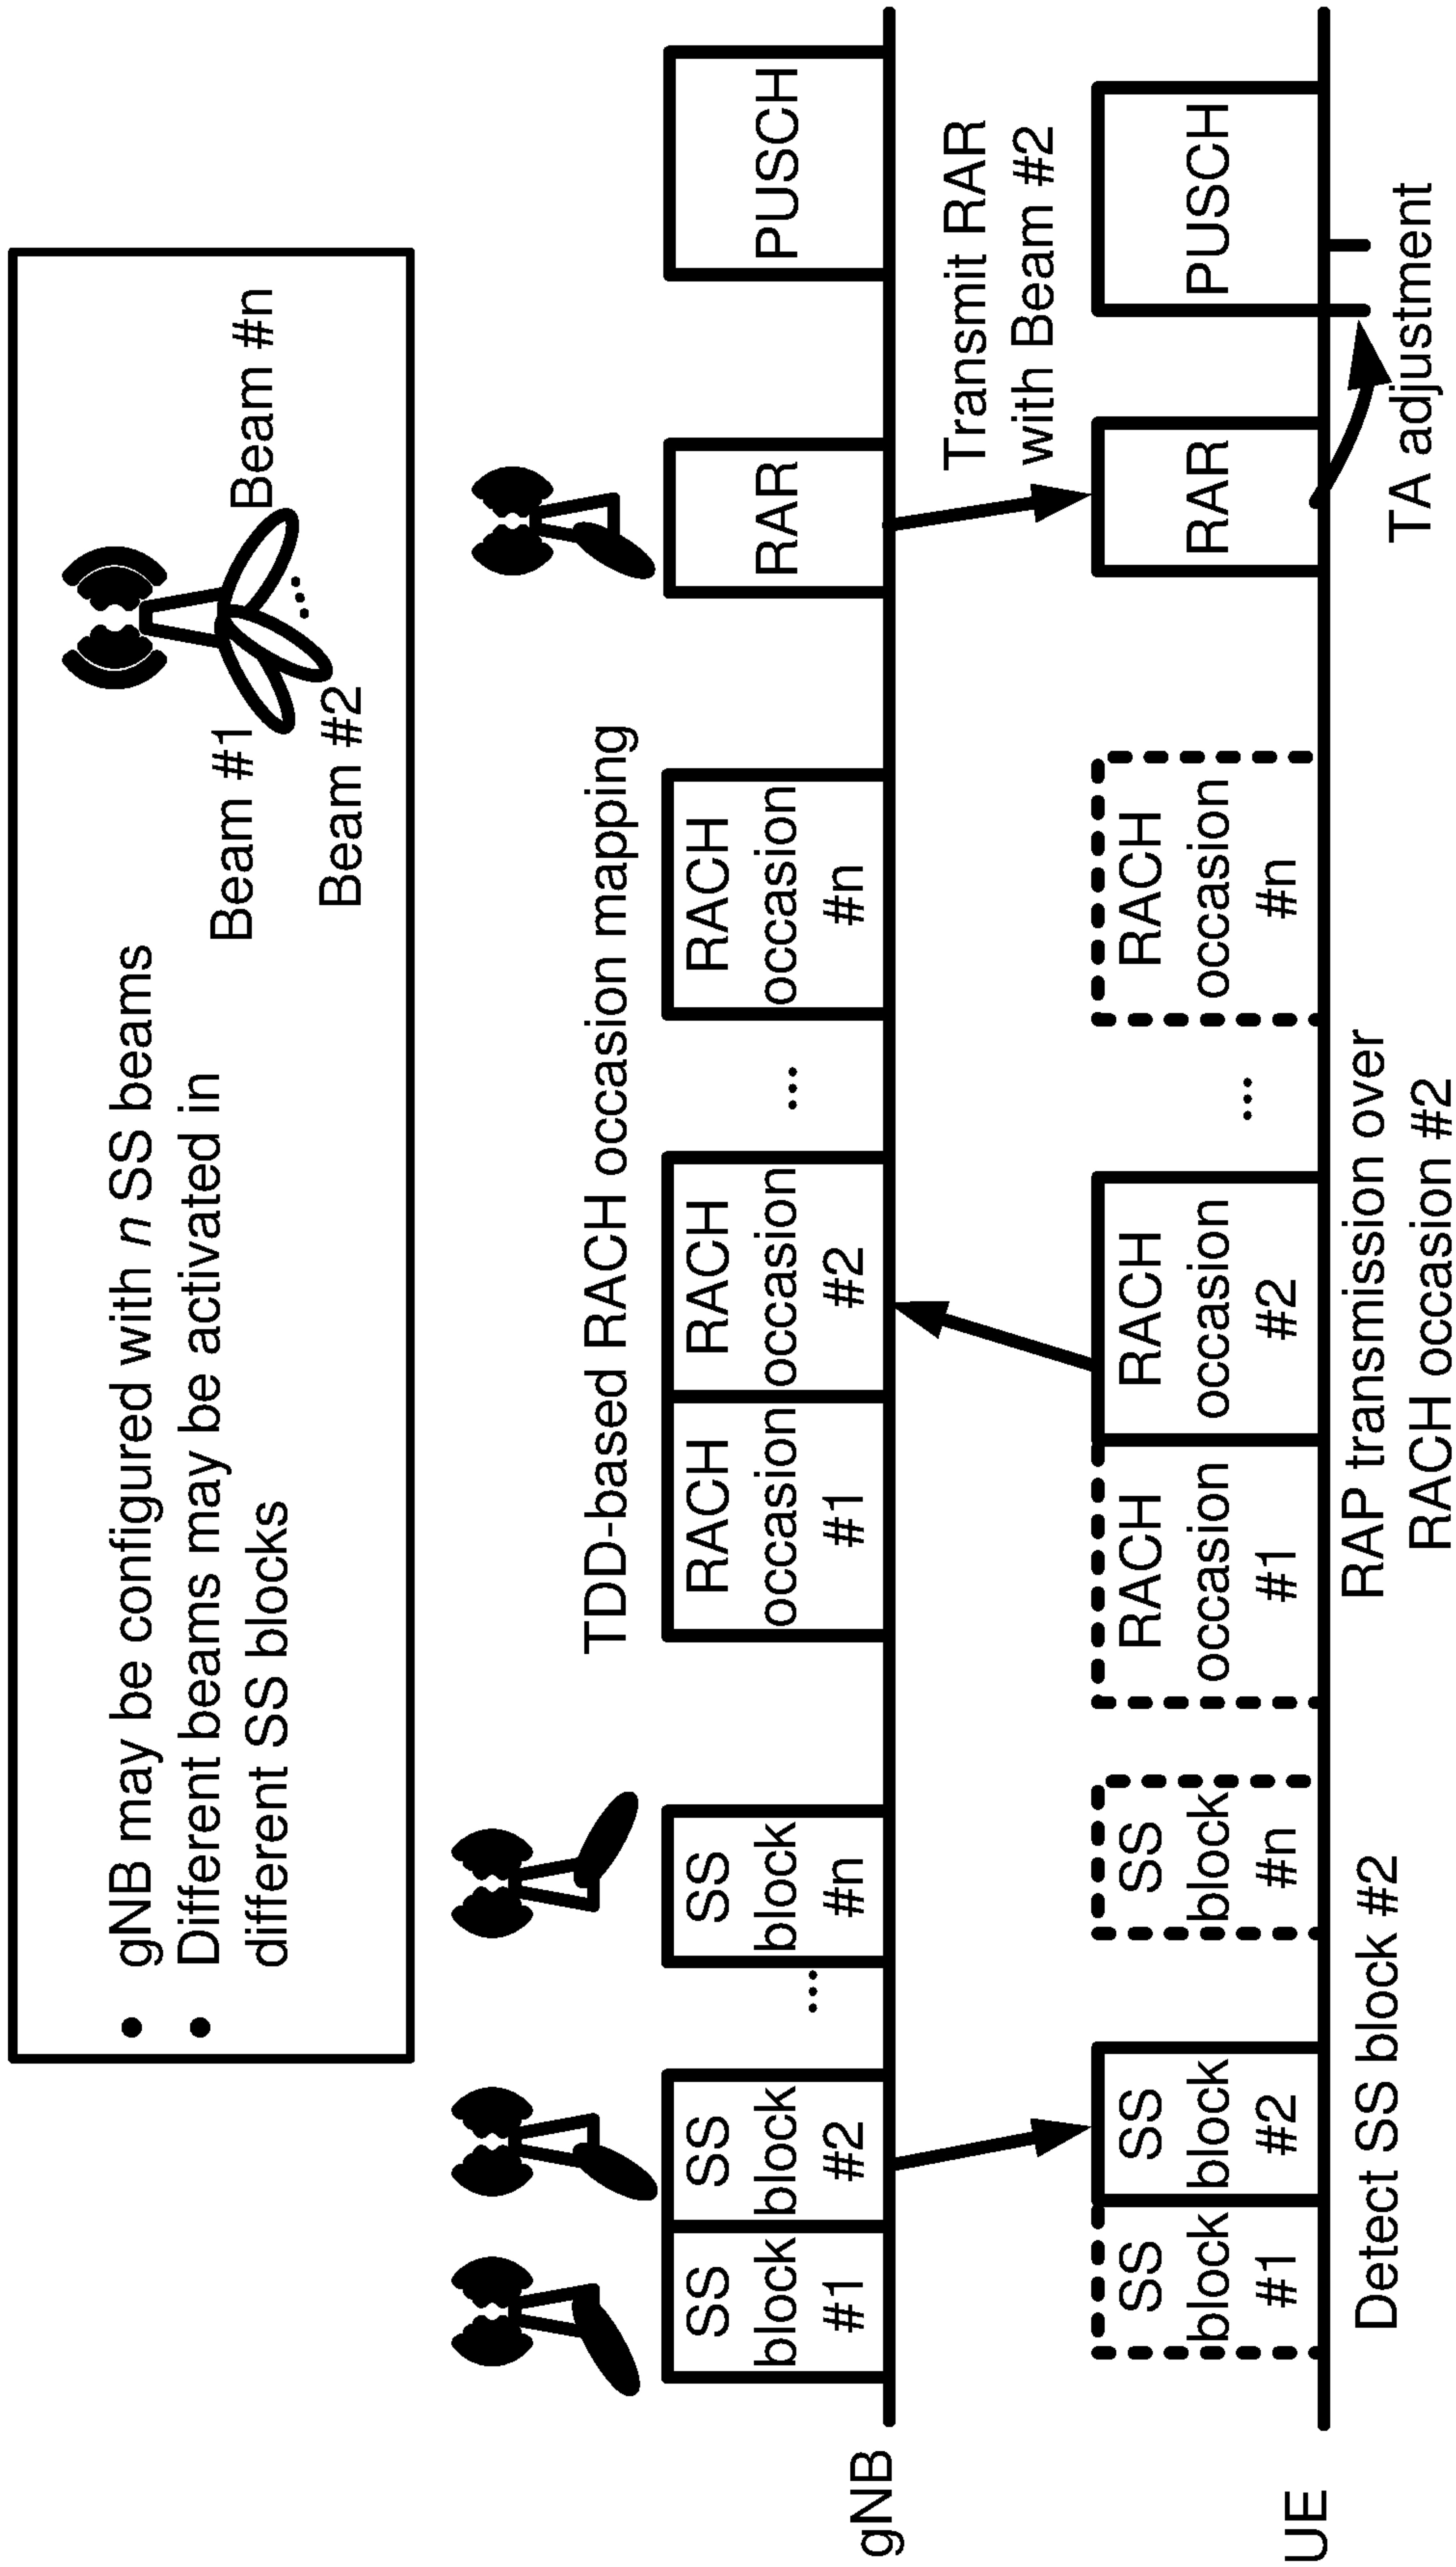 • gNB may be configured with n SS beams
• Different beams may be activated in
different SS blocks
Beam #1
Beam #2
...
Beam #n
TDD-based RACH occasion mapping
gNB
SS
block
#1
SS
block
#2
...
SS
block
#n
RACH
occasion
#1
RACH
occasion
#2
...
RACH
occasion
#n
RAR
PUSCH
Transmit RAR
with Beam #2
UE
SS
block
#1
SS
block
#2
SS
block
#n
RACH
occasion
#1
RACH
occasion
#2
...
RACH
occasion
#n
RAR
PUSCH
Detect SS block #2
RAP transmission over
RACH occasion #2
TA adjustment